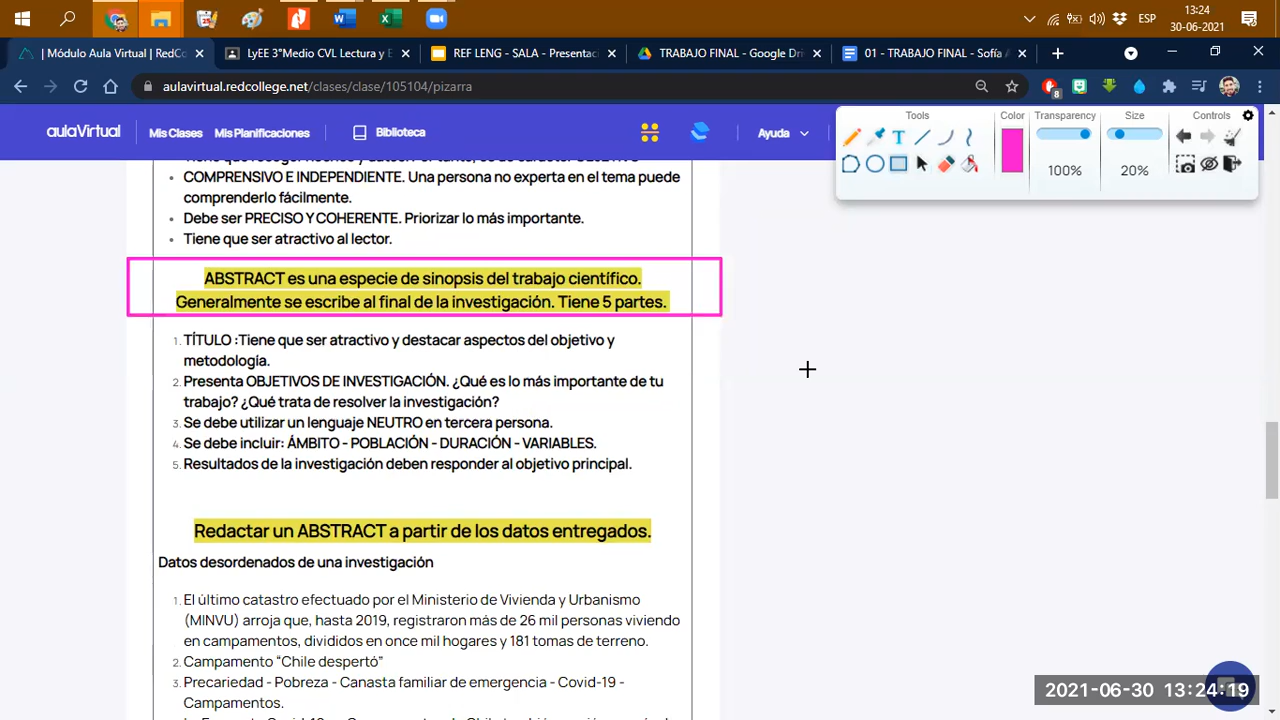 13:24
ESP
30-06-2021
| Módulo Aula Virtual | RedCo
LyEE 3°Medio CVL Lectura y E
REF LENG - SALA - Presentaci
TRABAJO FINAL - Google Dri
01 - TRABAJO FINAL - Sofía A
aulavirtual.redcollege.net/clases/clase/105104/pizarra
8
aulaVirtual
Mis Clases
Mis Planificaciones
Biblioteca
Ayuda
Tools
Color
Transparency
Size
Controls
100%
20%
COMPRENSIVO E INDEPENDIENTE. Una persona no experta en el tema puede
comprenderlo fácilmente.
Debe ser PRECISO Y COHERENTE. Priorizar lo más importante.
Tiene que ser atractivo al lector.
ABSTRACT es una especie de sinopsis del trabajo científico.
Generalmente se escribe al final de la investigación. Tiene 5 partes.
1. TÍTULO :Tiene que ser atractivo y destacar aspectos del objetivo y
metodología.
2. Presenta OBJETIVOS DE INVESTIGACIÓN. ¿Qué es lo más importante de tu
trabajo? ¿Qué trata de resolver la investigación?
3. Se debe utilizar un lenguaje NEUTRO en tercera persona.
4. Se debe incluir: ÁMBITO - POBLACIÓN - DURACIÓN - VARIABLES.
5. Resultados de la investigación deben responder al objetivo principal.
Redactar un ABSTRACT a partir de los datos entregados.
Datos desordenados de una investigación
1. El último catastro efectuado por el Ministerio de Vivienda y Urbanismo
(MINVU) arroja que, hasta 2019, registraron más de 26 mil personas viviendo
en campamentos, divididos en once mil hogares y 181 tomas de terreno.
2. Campamento “Chile despertó”
3. Precariedad - Pobreza - Canasta familiar de emergencia - Covid-19 -
Campamentos.
2021-06-30 13:24:19